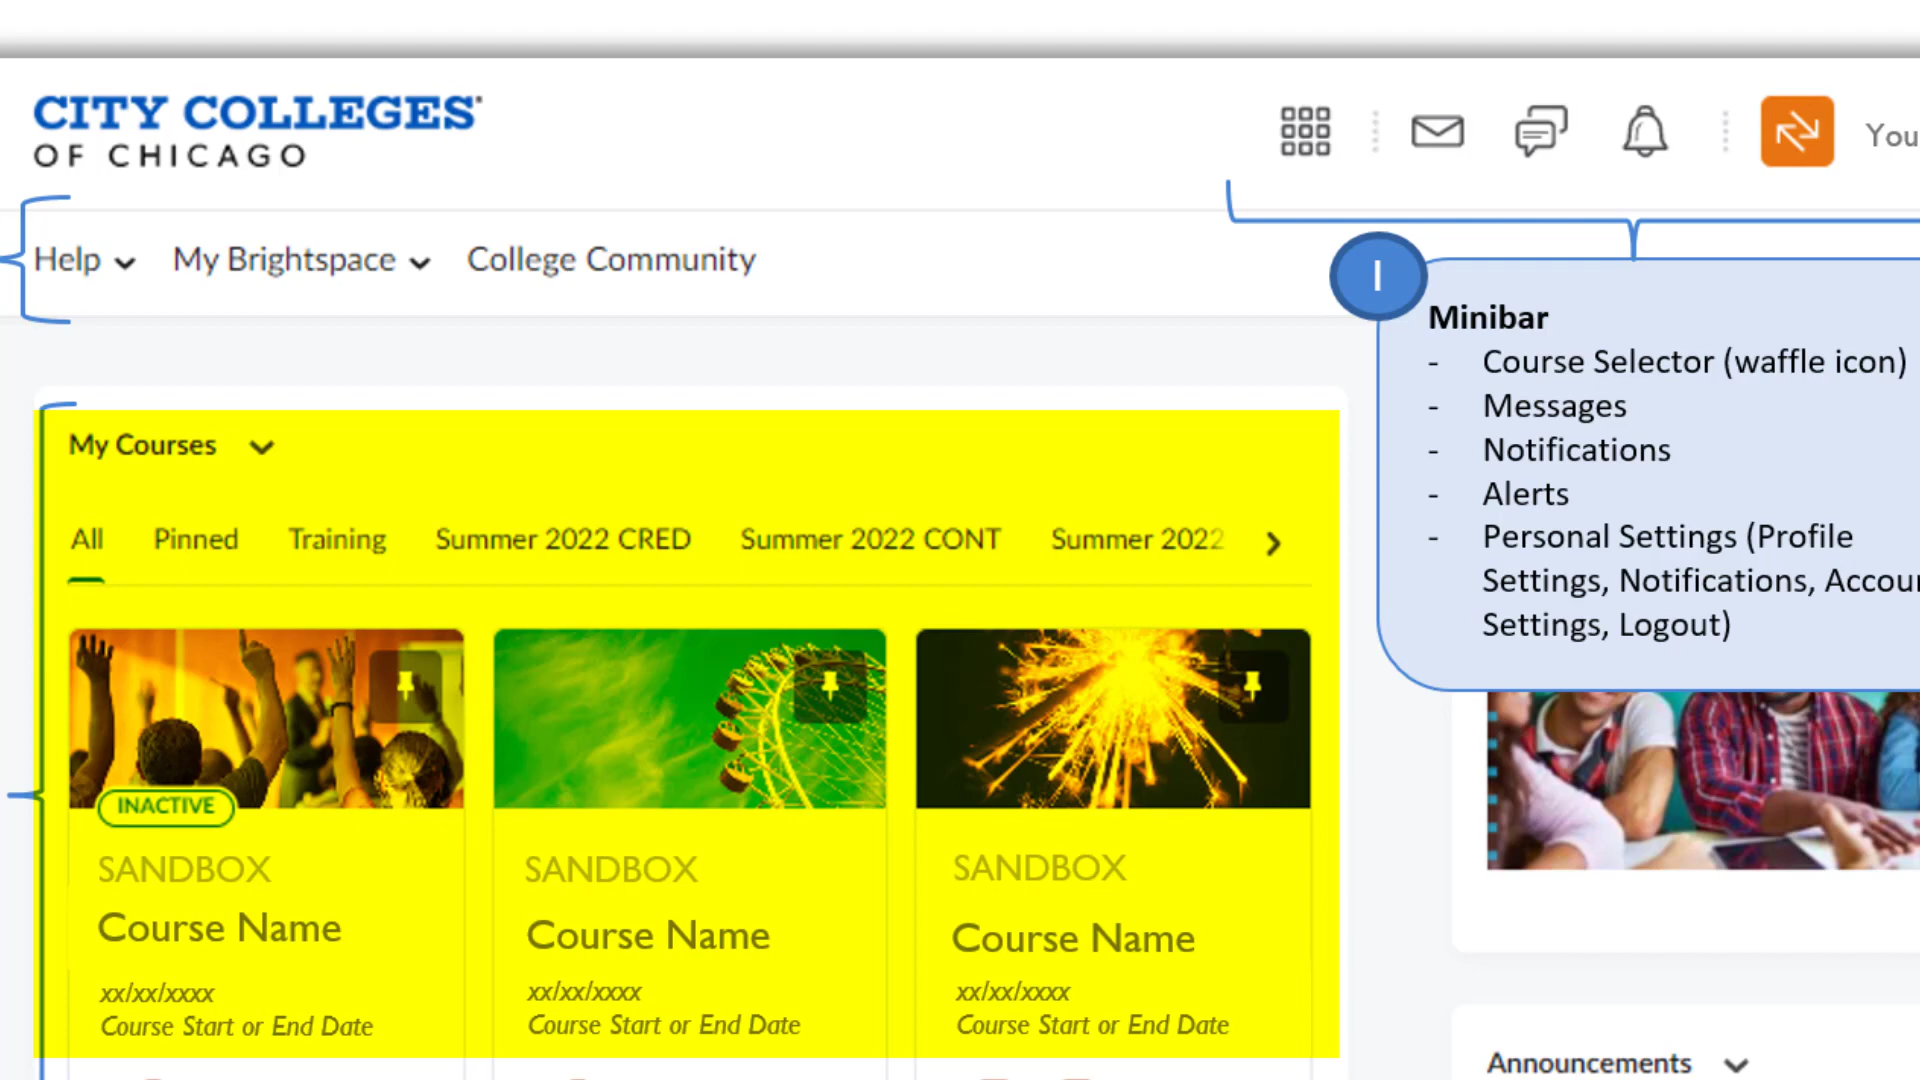 CITY COLLEGES
OF CHICAGO
You
Help
My Brightspace
College Community
I
Minibar
- Course Selector (waffle icon)
- Messages
- Notifications
- Alerts
- Personal Settings (Profile
Settings, Notifications, Accou
Settings, Logout)
My Courses
All
Pinned
Training
Summer 2022 CRED
Summer 2022 CONT
Summer 2022
INACTIVE
SANDBOX
Course Name
xx/xx/xxxx
Course Start or End Date
SANDBOX
Course Name
xx/xx/xxxx
Course Start or End Date
SANDBOX
Course Name
xx/xx/xxxx
Course Start or End Date
Announcements